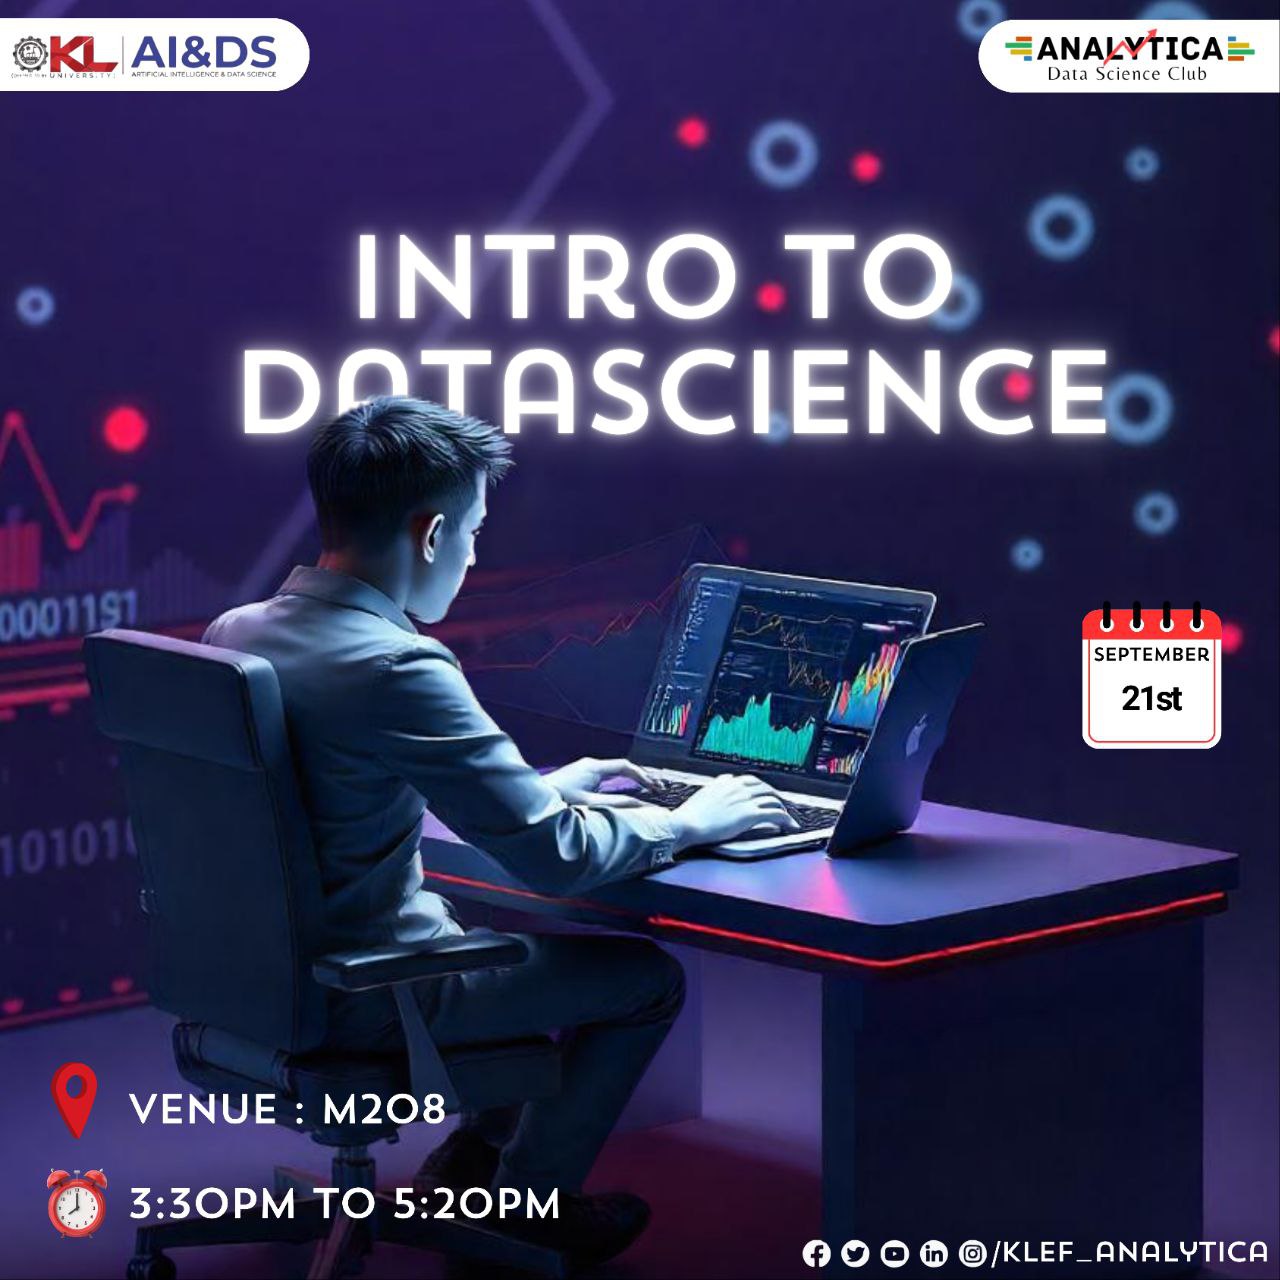 KL
UNIVERSITY
AI&DS
ARTIFICIAL INTELLIGENCE & DATA SCIENCE
ANALYTICA
Data Science Club
INTRO TO
DATASCIENCE
0001191
10101
SEPTEMBER
21st
VENUE : M208
3:30PM TO 5:20PM
/KLEF_ANALYTICA